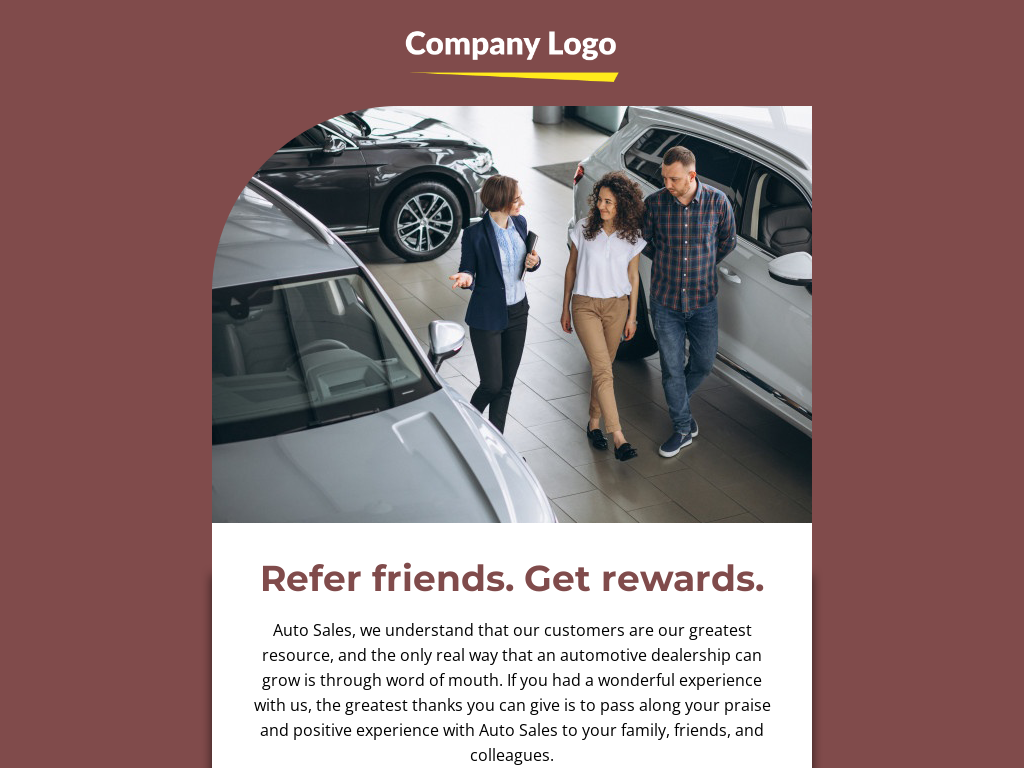 Company Logo
Refer friends. Get rewards.
Auto Sales, we understand that our customers are our greatest
resource, and the only real way that an automotive dealership can
grow is through word of mouth. If you had a wonderful experience
with us, the greatest thanks you can give is to pass along your praise
and positive experience with Auto Sales to your family, friends, and
colleagues.